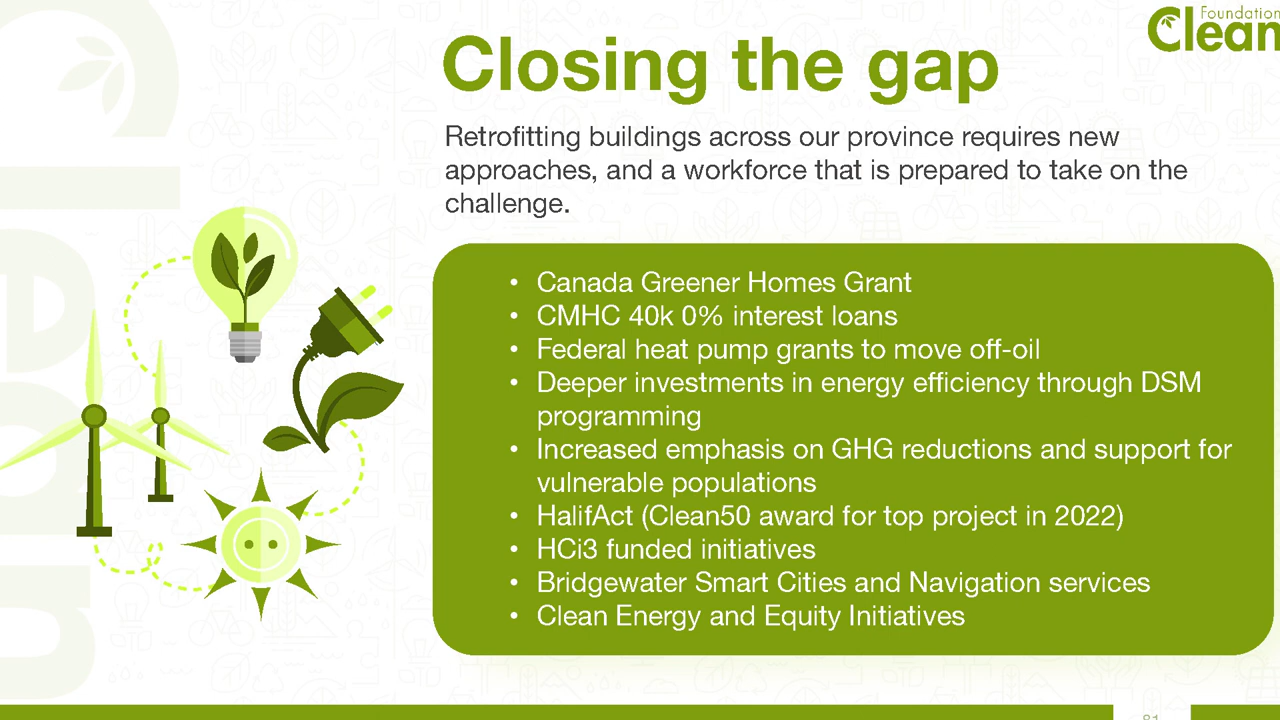 Foundation
Clean
Closing the gap
Retrofitting buildings across our province requires new
approaches, and a workforce that is prepared to take on the
challenge.
• Canada Greener Homes Grant
• CMHC 40k 0% interest loans
• Federal heat pump grants to move off-oil
• Deeper investments in energy efficiency through DSM
programming
• Increased emphasis on GHG reductions and support for
vulnerable populations
• HalifAct (Clean50 award for top project in 2022)
• HCi3 funded initiatives
• Bridgewater Smart Cities and Navigation services
• Clean Energy and Equity Initiatives
Clean